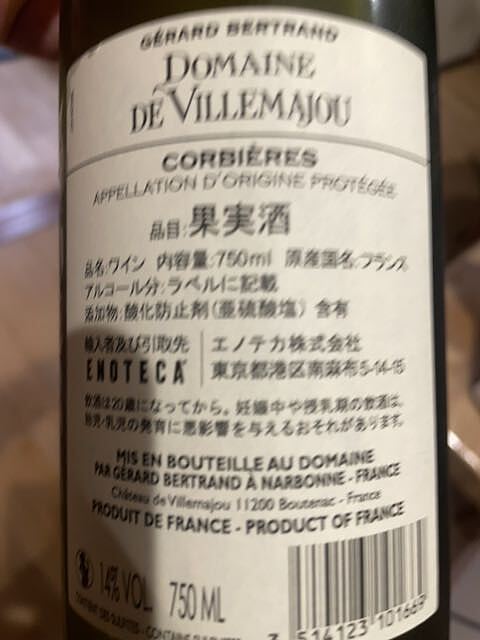 GÉRARD BERTRAND
DOMAINE
DE VILLEMAJOU
CORBIÈRES
APPELLATION D'ORIGINE PROTÉGÉE
品目:果実酒
品名:ワイン 内容量:750ml 原産国名:フランス
アルコール分:ラベルに記載
添加物:酸化防止剤(亜硫酸塩)含有
輸入者及び引取先 エノテカ株式会社
ENOTECA 東京都港区南麻布5-14-15
飲酒は20歳になってから。妊娠中や授乳期の飲酒は、
胎児・乳児の発育に悪影響を与えるおそれがあります。
MIS EN BOUTEILLE AU DOMAINE
PAR GÉRARD BERTRAND À NARBONNE - FRANCE
Château de Villemajou 11200 Boutenac - France
PRODUIT DE FRANCE - PRODUCT OF FRANCE
14% VOL. 750 ML
CONTIENT DES SULFITES - CONTAINS
3 514123 101669